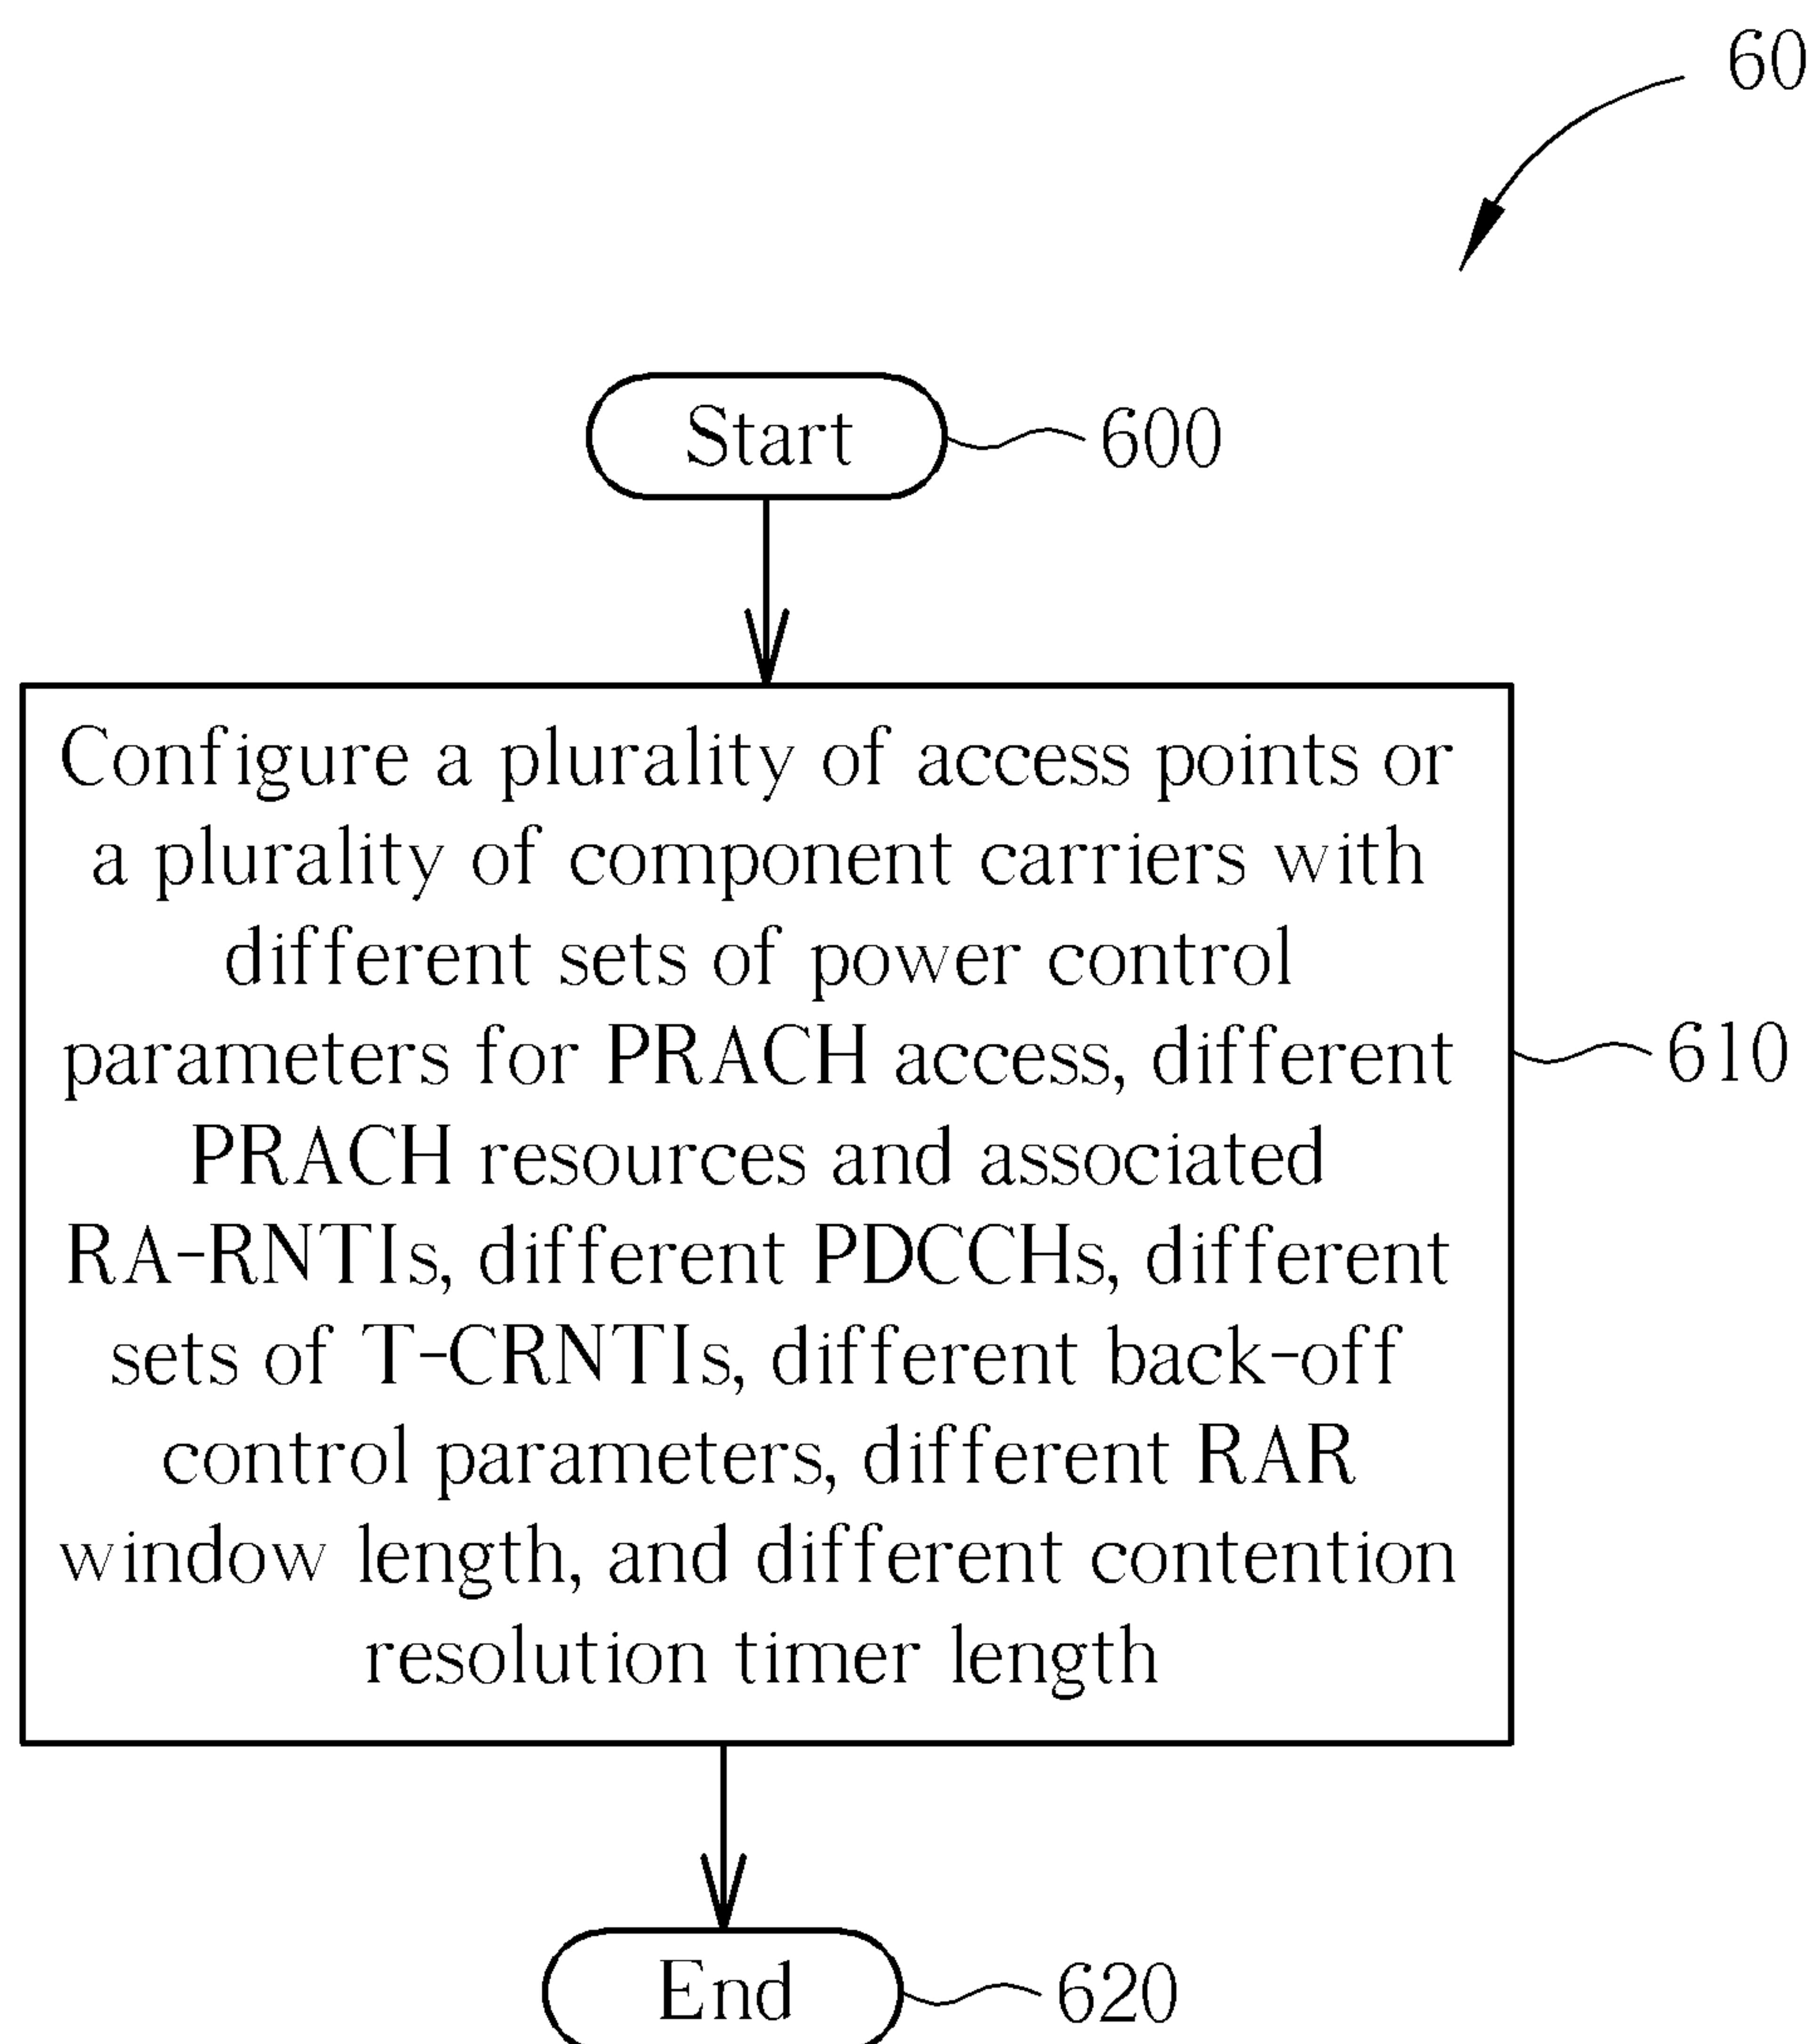 60
Start
600
Configure a plurality of access points or
a plurality of component carriers with
different sets of power control
parameters for PRACH access, different
PRACH resources and associated
RA-RNTIs, different PDCCHs, different
sets of T-CRNTIs, different back-off
control parameters, different RAR
window length, and different contention
resolution timer length
610
End
620